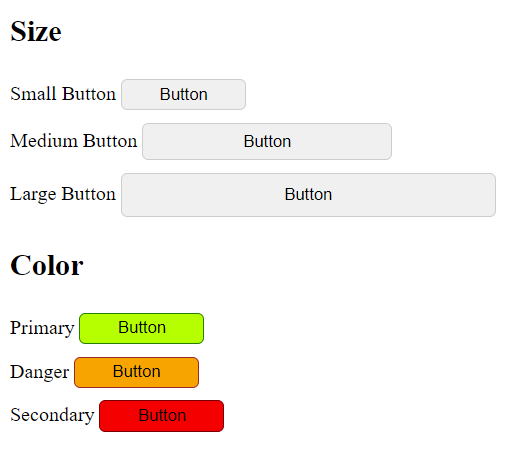 Size
Small Button Button
Medium Button Button
Large Button Button
Color
Primary Button
Danger Button
Secondary Button